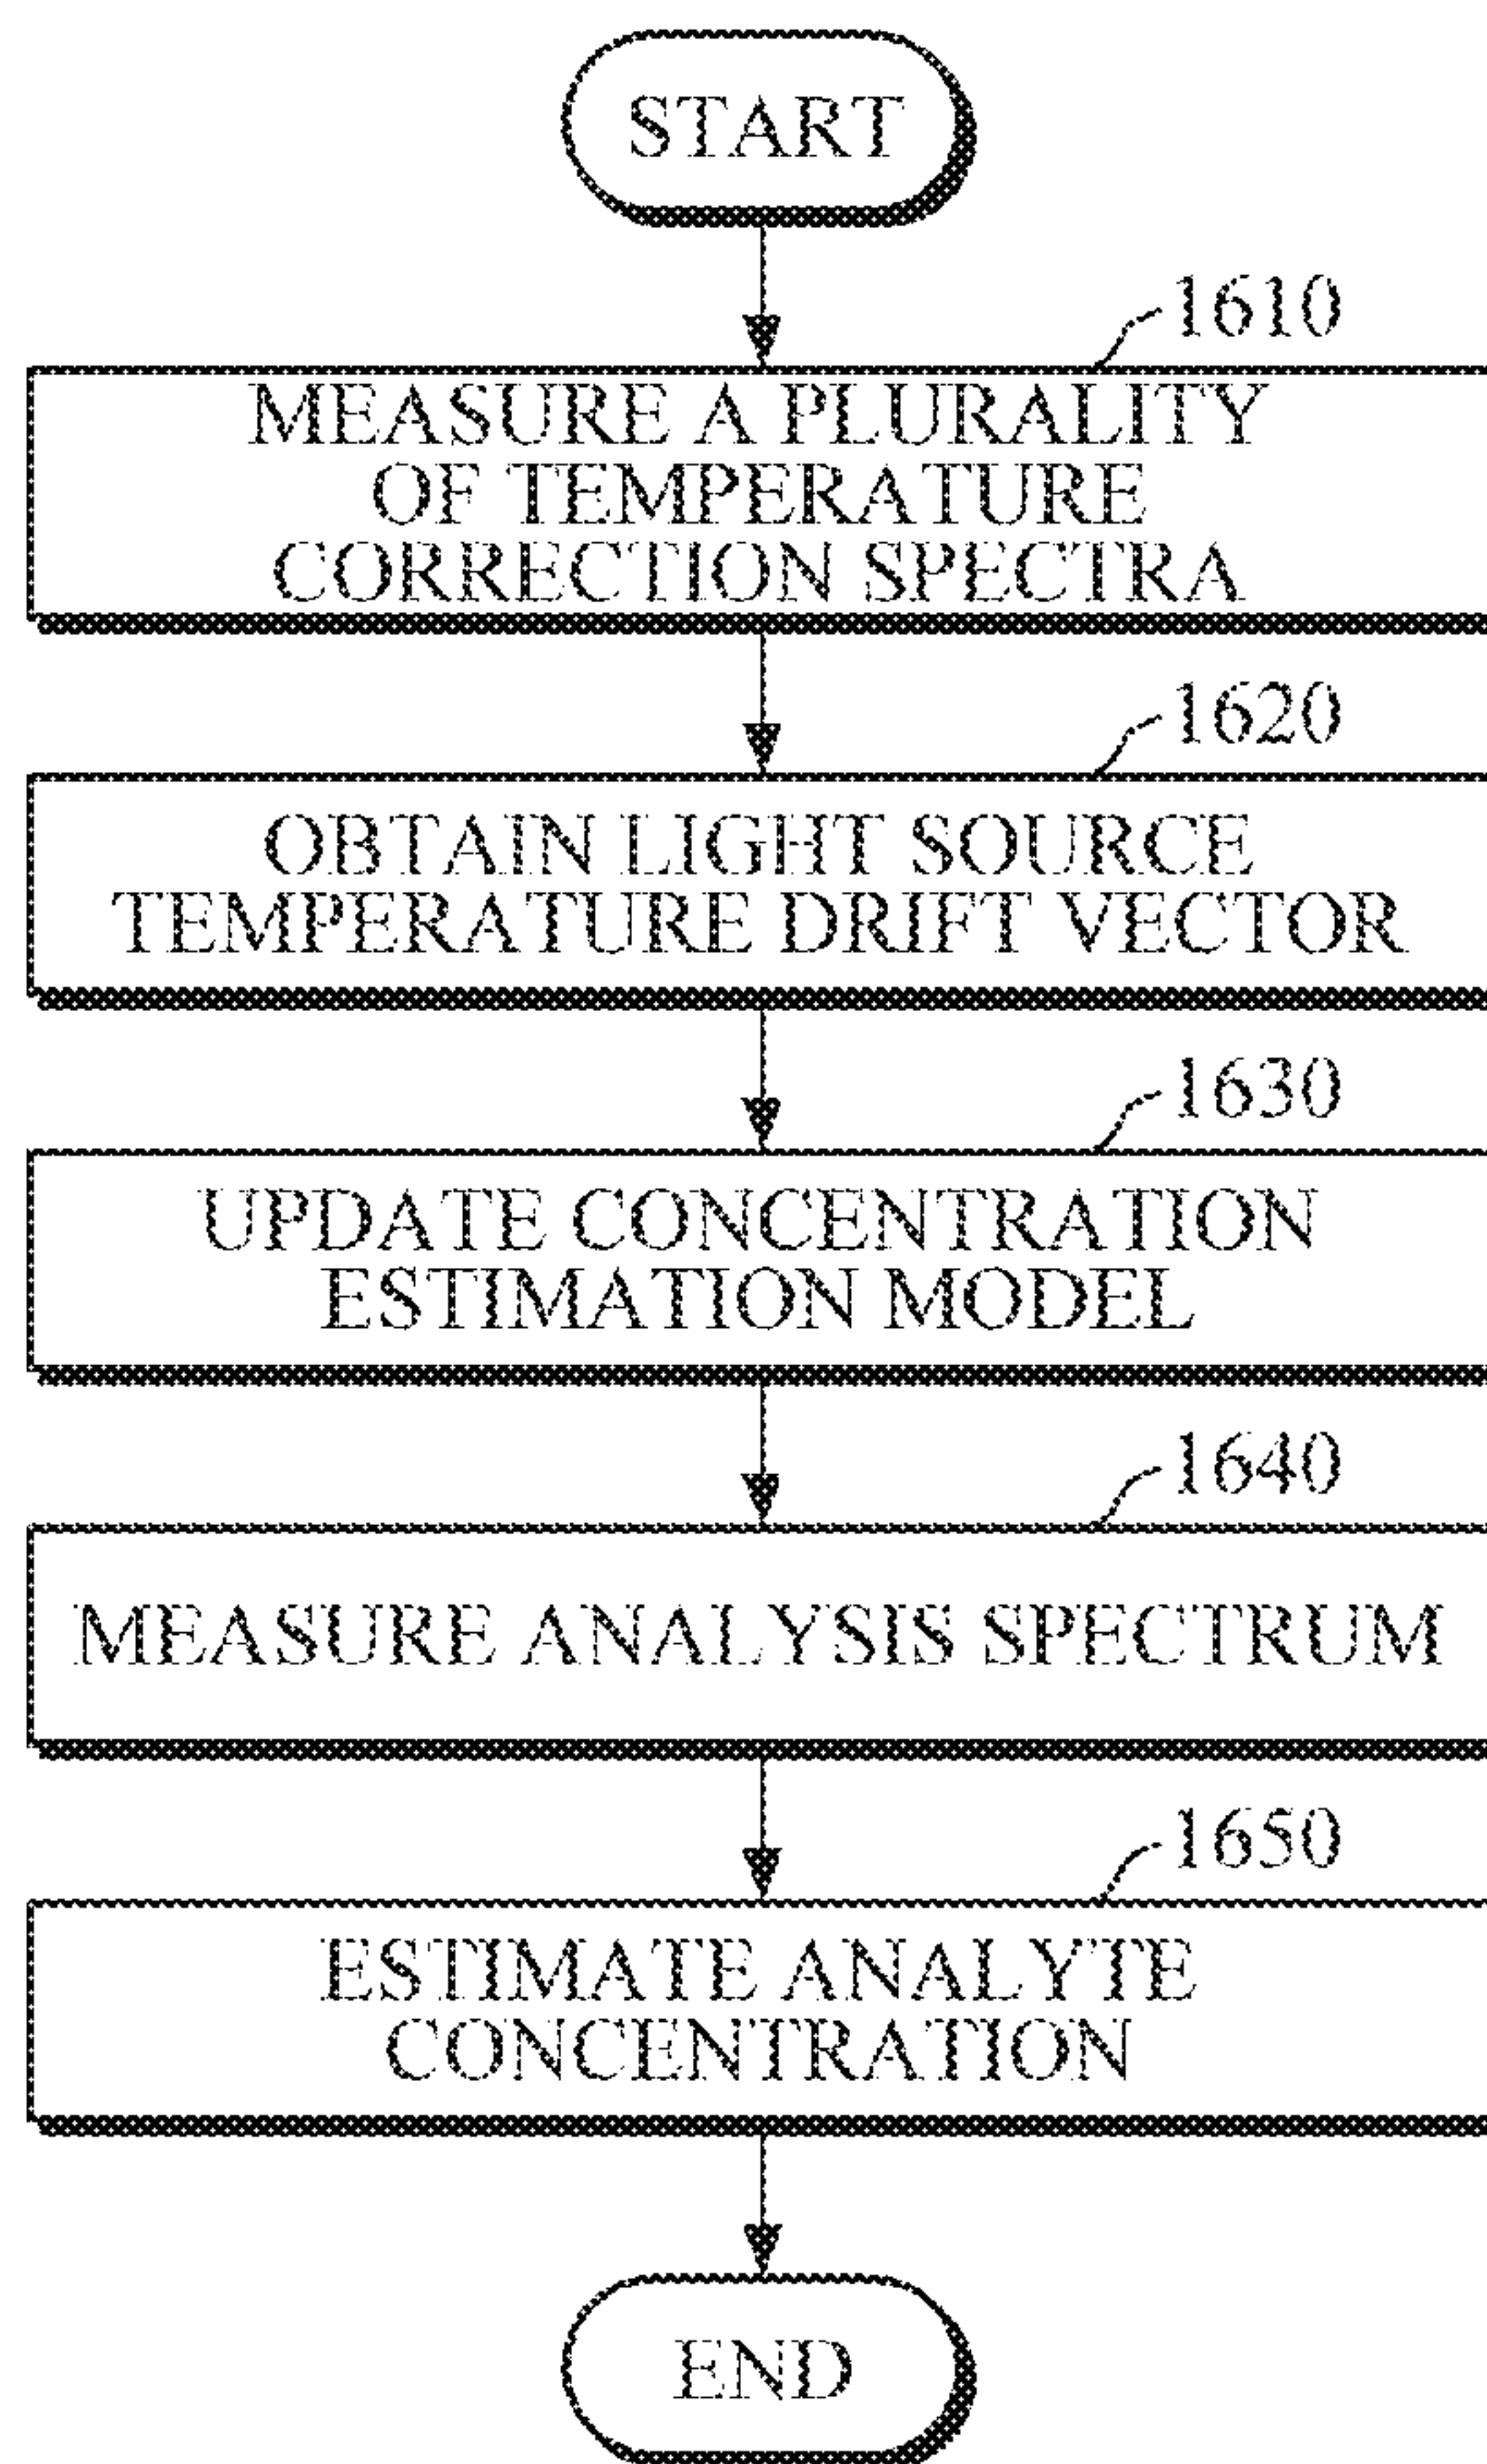 START
1610
MEASURE A PLURALITY
OF TEMPERATURE
CORRECTION SPECTRA
1620
OBTAIN LIGHT SOURCE
TEMPERATURE DRIFT VECTOR
1630
UPDATE CONCENTRATION
ESTIMATION MODEL
1640
MEASURE ANALYSIS SPECTRUM
1650
ESTIMATE ANALYTE
CONCENTRATION
END